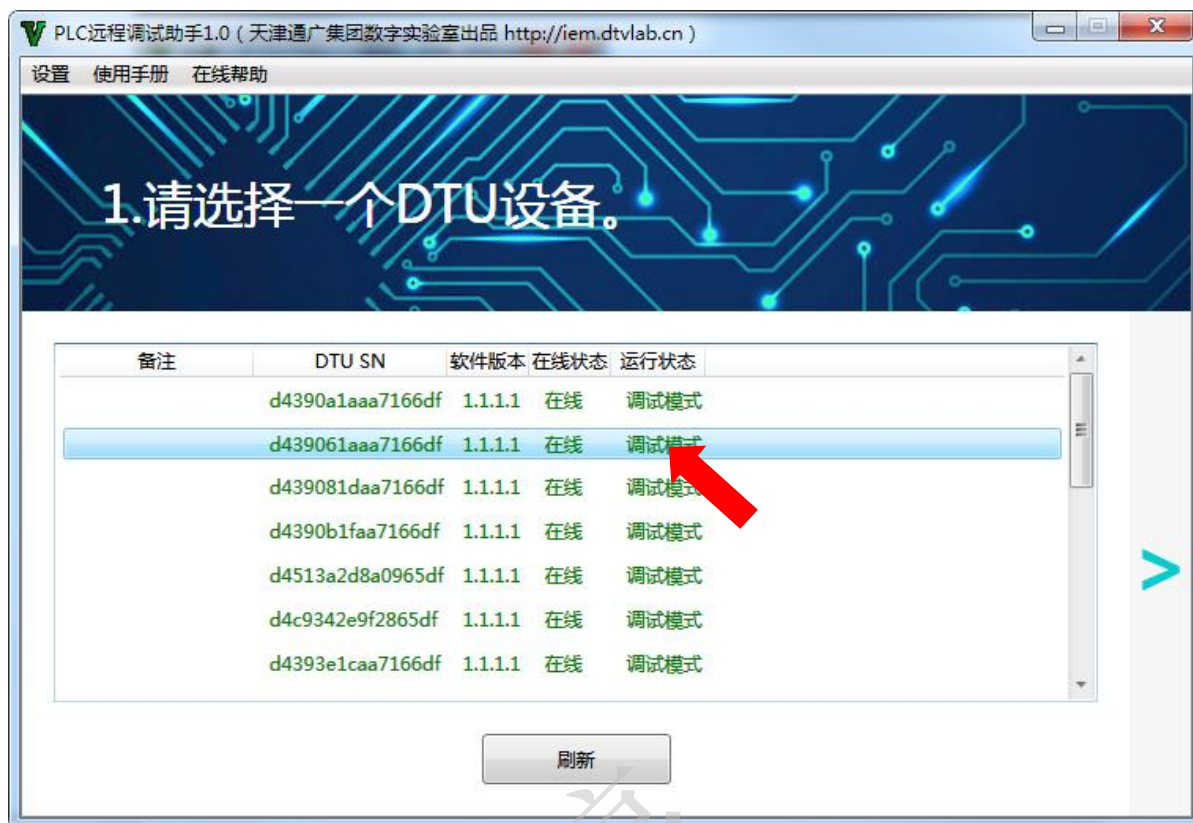 PLC远程调试助手1.0 ( 天津通广集团数字实验室出品 http://iem.dtvlab.cn )
设置 使用手册 在线帮助
1.请选择一个DTU设备。
备注 DTU SN 软件版本 在线状态 运行状态
d4390a1aaa7166df 1.1.1.1 在线 调试模式
d439061aaa7166df 1.1.1.1 在线 调试模式
d439081daa7166df 1.1.1.1 在线 调试模式
d4390b1faa7166df 1.1.1.1 在线 调试模式
d4513a2d8a0965df 1.1.1.1 在线 调试模式
d4c9342e9f2865df 1.1.1.1 在线 调试模式
d4393e1caa7166df 1.1.1.1 在线 调试模式
>
刷新